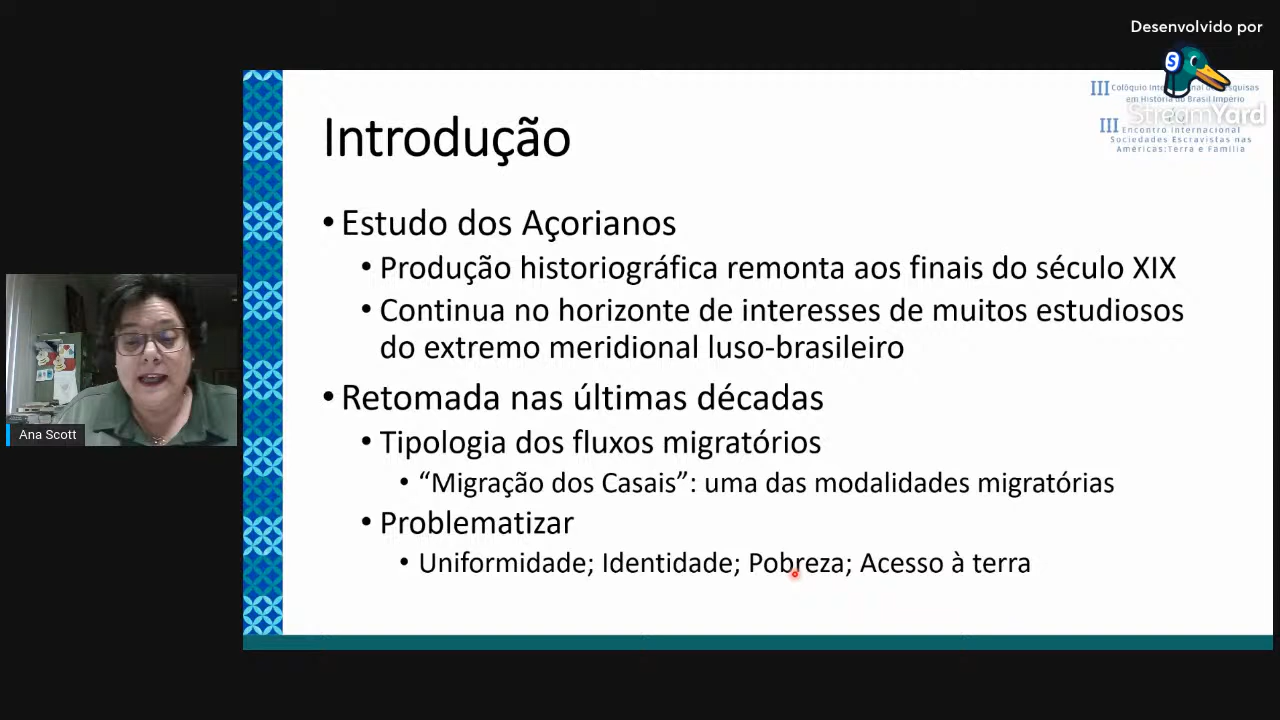 Desenvolvido por
S
StreamYard
III Colóquio Internacional de Pesquisas
em História do Brasil Império
III
Encontro Internacional
Sociedades Escravistas nas
Américas:Terra e Família
Introdução
• Estudo dos Açorianos
• Produção historiográfica remonta aos finais do século XIX
• Continua no horizonte de interesses de muitos estudiosos
do extremo meridional luso-brasileiro
• Retomada nas últimas décadas
• Tipologia dos fluxos migratórios
• “Migração dos Casais”: uma das modalidades migratórias
• Problematizar
• Uniformidade; Identidade; Pobreza; Acesso à terra
Ana Scott